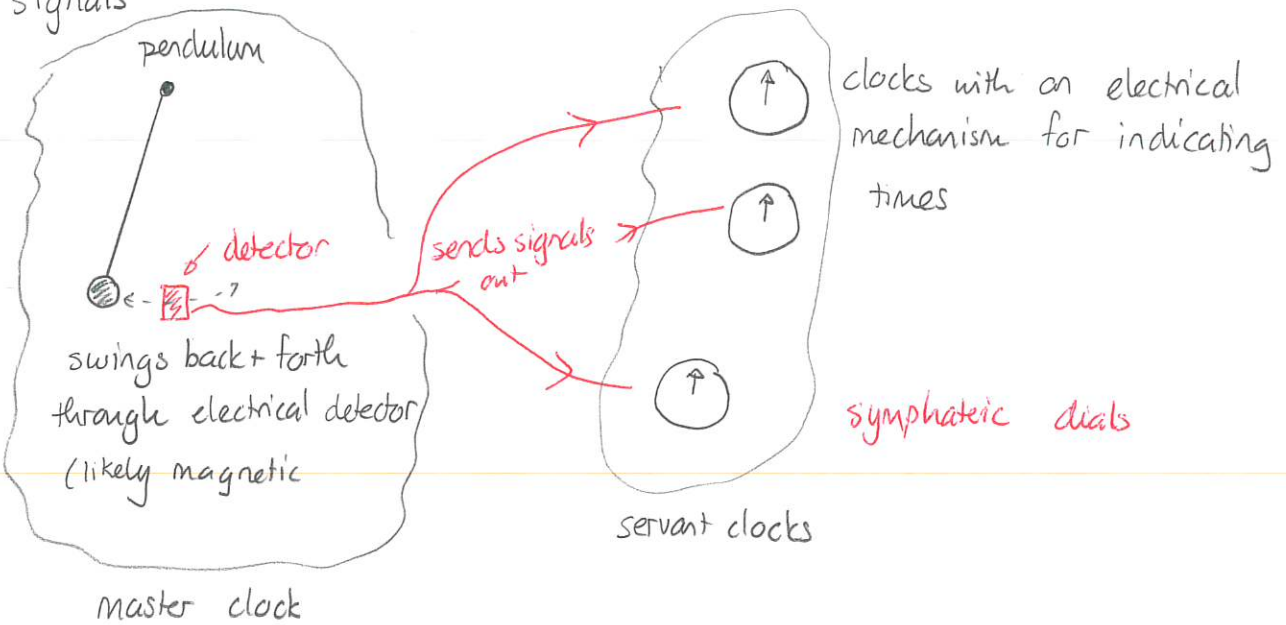 signals
pendulum
clocks with an electrical
mechanism for indicating
times
detector
sends signals
out
swings back + forth
through electrical detector
(likely magnetic
symphateic dials
servant clocks
master clock